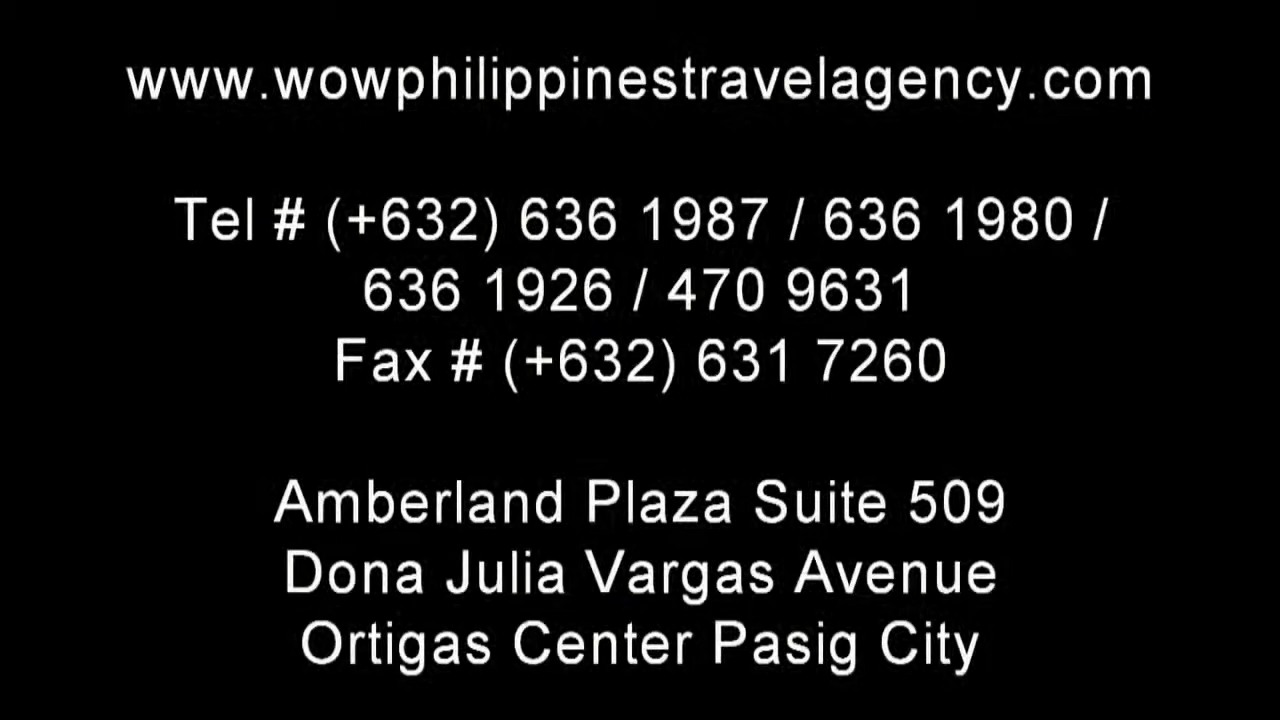 www.wowphilippinestravelagency.com
Tel # (+632) 636 1987 / 636 1980 /
636 1926 / 470 9631
Fax # (+632) 631 7260
Amberland Plaza Suite 509
Dona Julia Vargas Avenue
Ortigas Center Pasig City